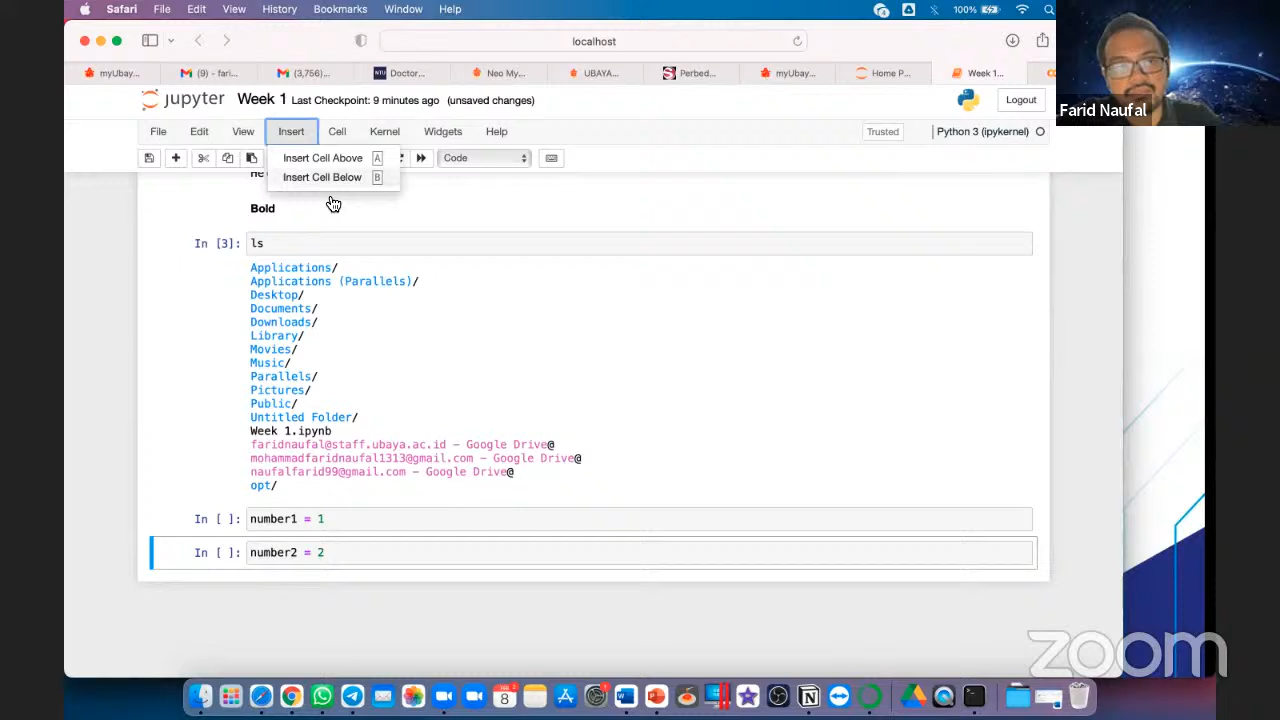 Safari File Edit View History Bookmarks Window Help 100%
localhost
myUbay... (9) - fari... (3,756)... Doctor... Neo My... UBAYA... Perbed... myUbay... Home P... Week 1...
jupyter Week 1 Last Checkpoint: 9 minutes ago (unsaved changes) Logout
File Edit View Insert Cell Kernel Widgets Help Trusted Python 3 (ipykernel)
Insert Cell Above A
Code
Insert Cell Below B
Bold
In [3]: ls
Applications/
Applications (Parallels)/
Desktop/
Documents/
Downloads/
Library/
Movies/
Music/
Parallels/
Pictures/
Public/
Untitled Folder/
Week 1.ipynb
faridnaufal@staff.ubaya.ac.id - Google Drive@
mohammadfaridnaufal1313@gmail.com - Google Drive@
naufalfarid99@gmail.com - Google Drive@
opt/
In [ ]: number1 = 1
In [ ]: number2 = 2
Farid Naufal
zoom
8